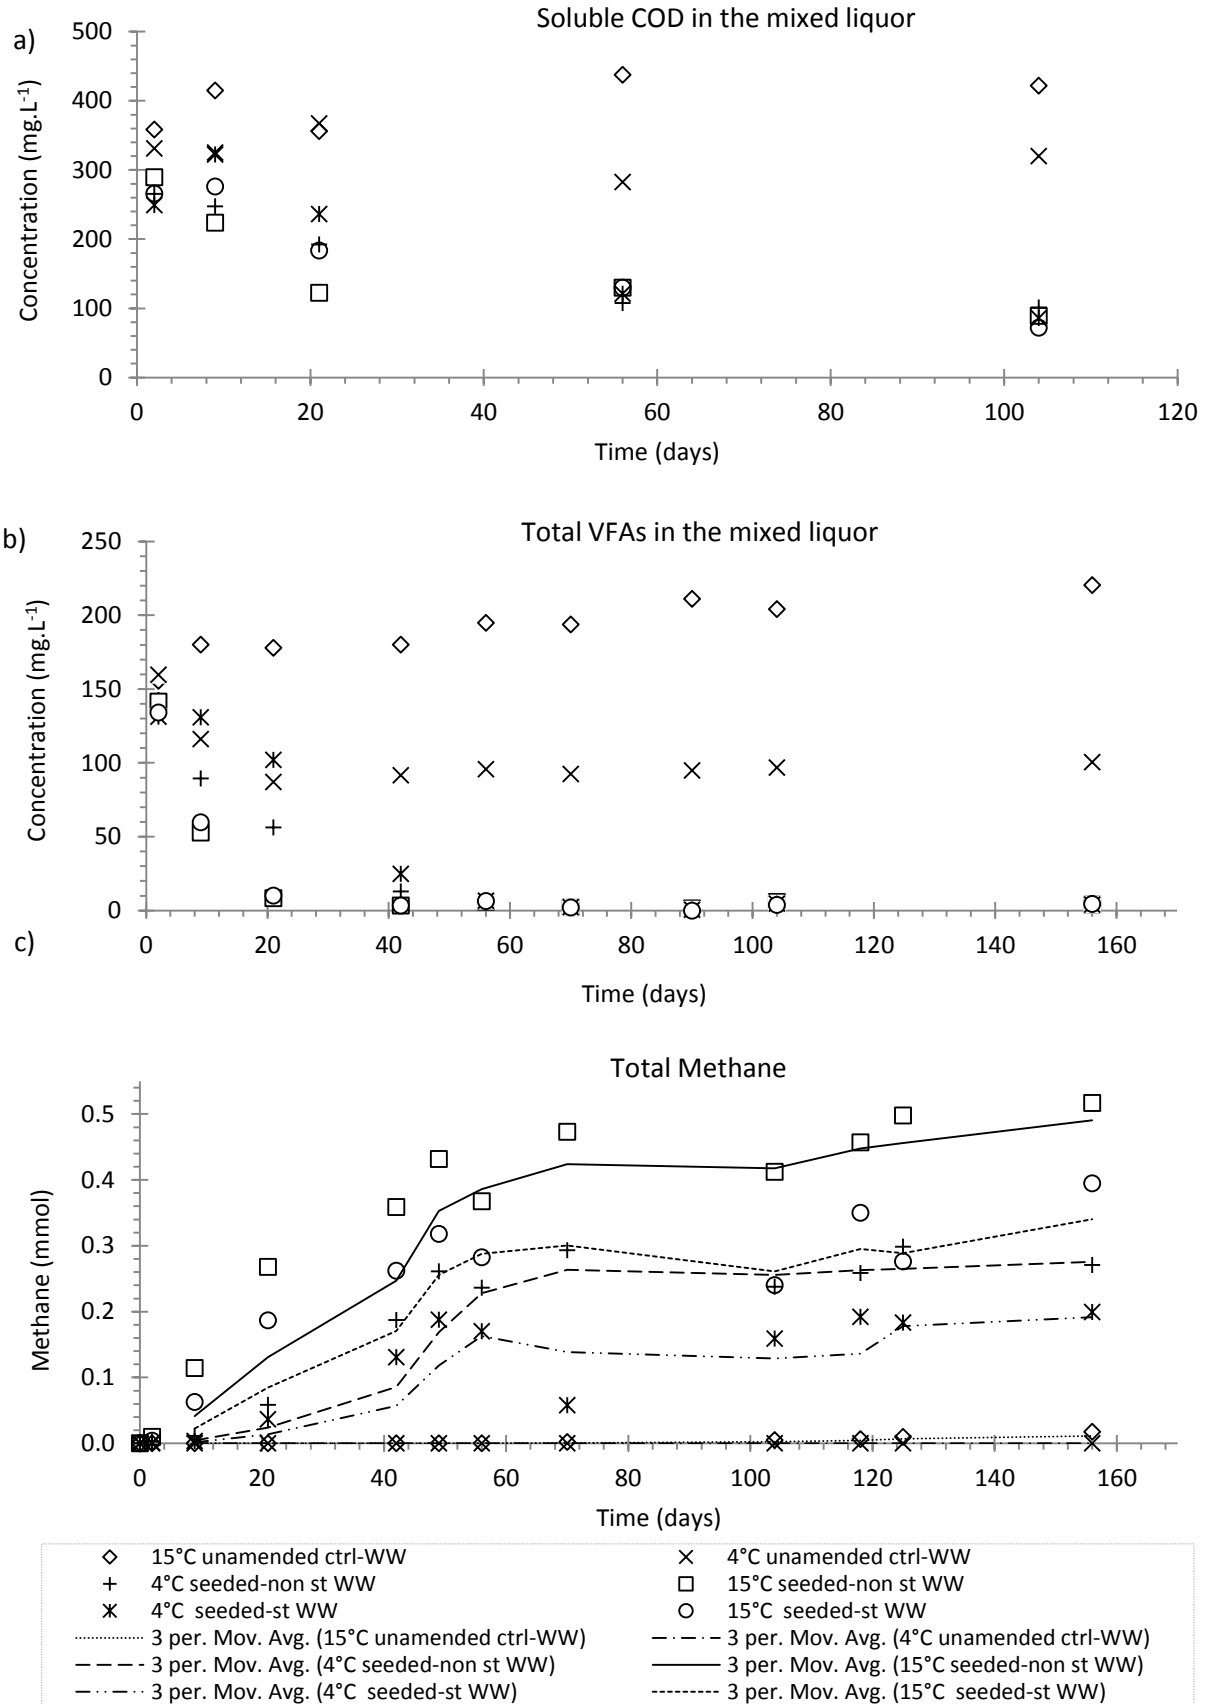 a)
Soluble COD in the mixed liquor
Concentration (mg.L-1)
500
400
300
200
100
0
0 20 40 60 80 100 120
Time (days)
b)
Total VFAs in the mixed liquor
Concentration (mg.L-1)
250
200
150
100
50
0
0 20 40 60 80 100 120 140 160
Time (days)
c)
Total Methane
Methane (mmol)
0.5
0.4
0.3
0.2
0.1
0.0
0 20 40 60 80 100 120 140 160
Time (days)
15°C unamended ctrl-WW 4°C unamended ctrl-WW
4°C seeded-non st WW 15°C seeded-non st WW
4°C seeded-st WW 15°C seeded-st WW
3 per. Mov. Avg. (15°C unamended ctrl-WW) 3 per. Mov. Avg. (4°C unamended ctrl-WW)
3 per. Mov. Avg. (4°C seeded-non st WW) 3 per. Mov. Avg. (15°C seeded-non st WW)
3 per. Mov. Avg. (4°C seeded-st WW) 3 per. Mov. Avg. (15°C seeded-st WW)